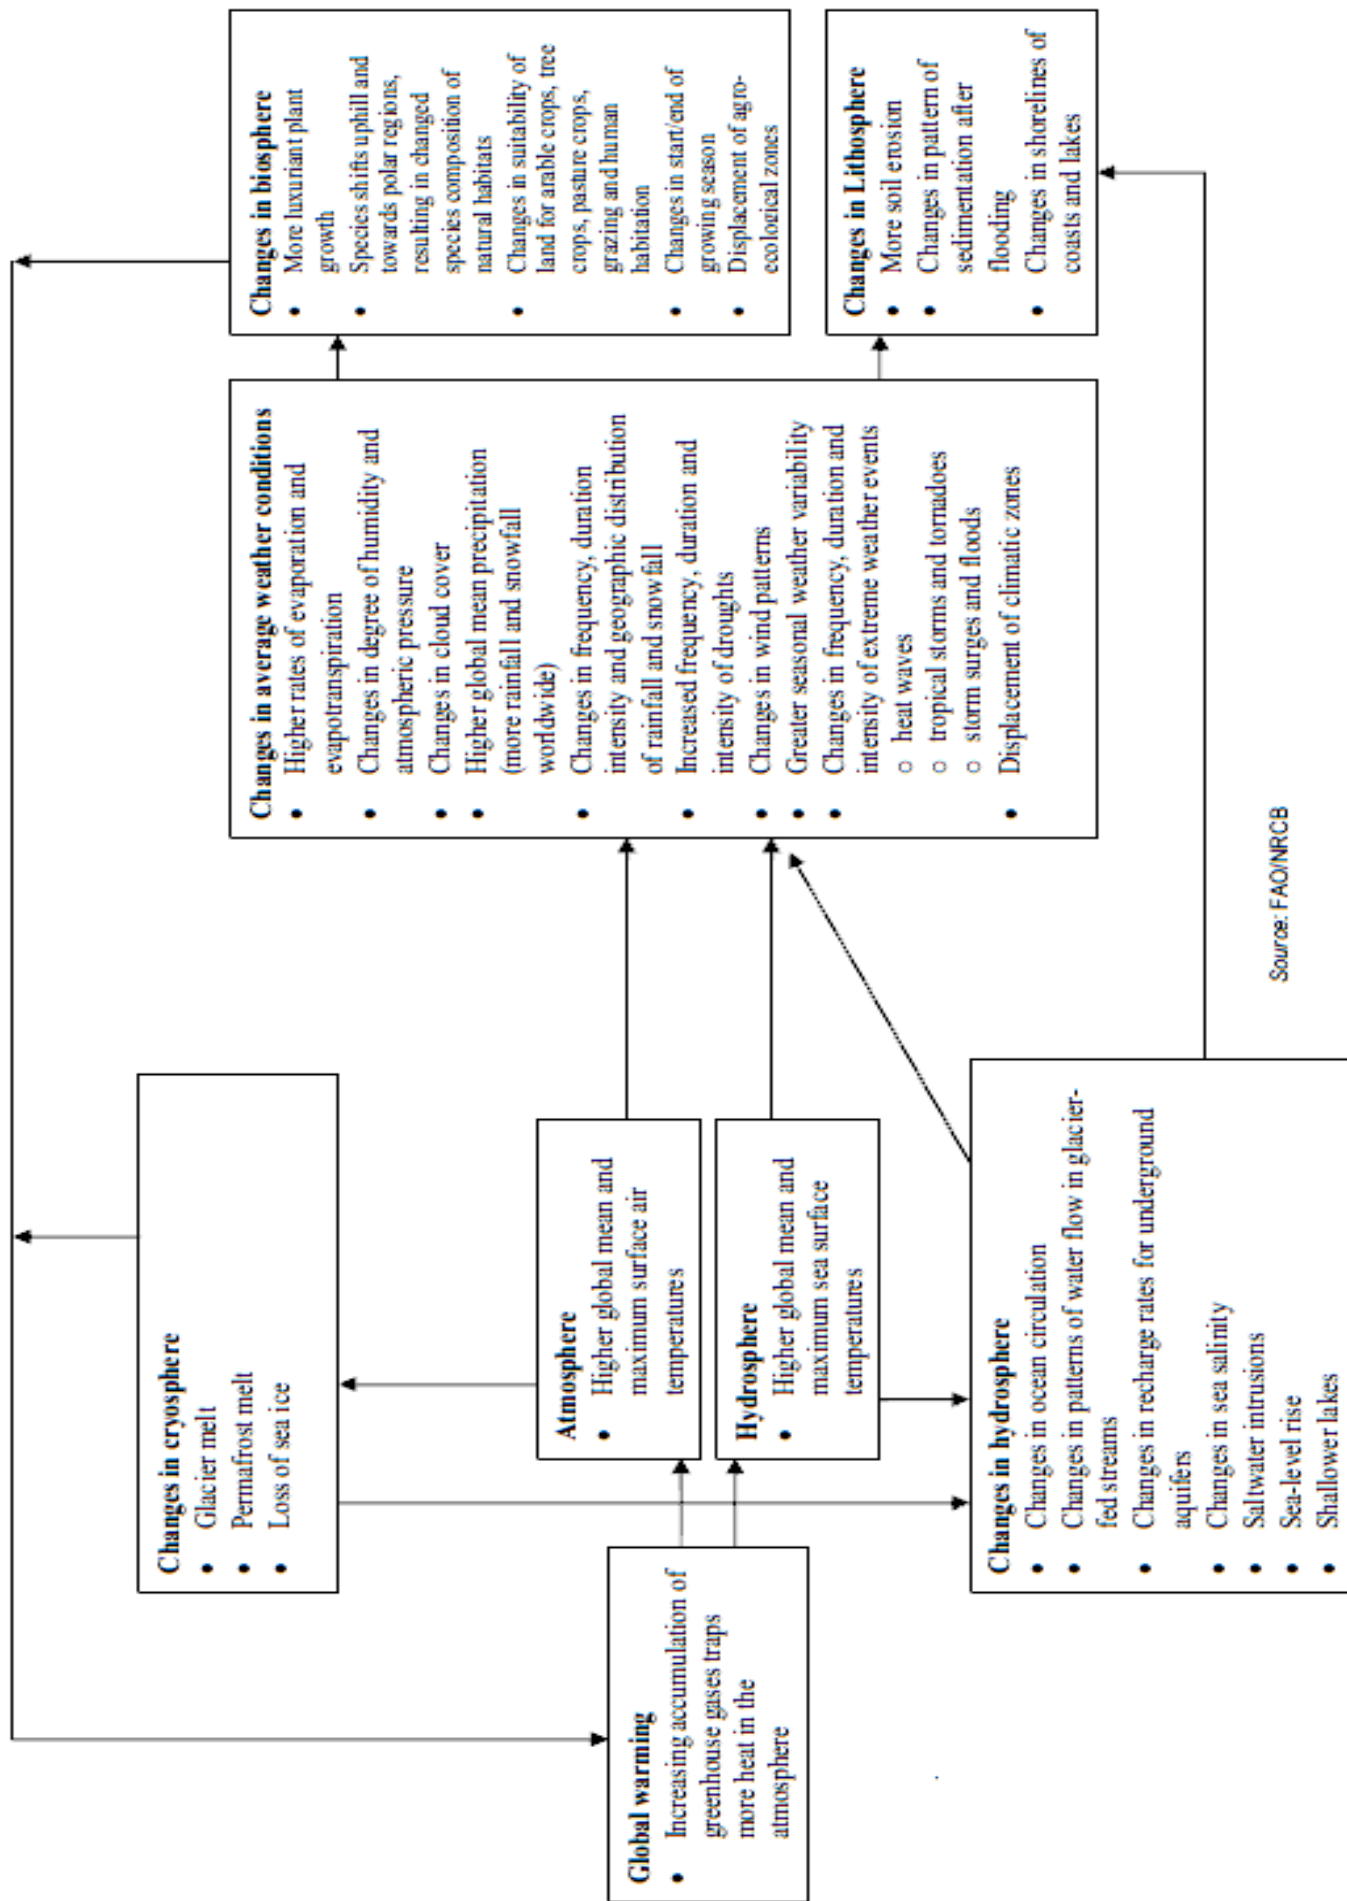 Global warming
• Increasing accumulation of
greenhouse gases traps
more heat in the
atmosphere
Changes in cryosphere
• Glacier melt
• Permafrost melt
• Loss of sea ice
Atmosphere
• Higher global mean and
maximum surface air
temperatures
Hydrosphere
• Higher global mean and
maximum sea surface
temperatures
Changes in hydrosphere
• Changes in ocean circulation
• Changes in patterns of water flow in glacier-
fed streams
• Changes in recharge rates for underground
aquifers
• Changes in sea salinity
• Saltwater intrusions
• Sea-level rise
• Shallower lakes
Changes in average weather conditions
• Higher rates of evaporation and
evapotranspiration
• Changes in degree of humidity and
atmospheric pressure
• Changes in cloud cover
• Higher global mean precipitation
(more rainfall and snowfall
worldwide)
• Changes in frequency, duration
intensity and geographic distribution
of rainfall and snowfall
• Increased frequency, duration and
intensity of droughts
• Changes in wind patterns
• Greater seasonal weather variability
• Changes in frequency, duration and
intensity of extreme weather events
○ heat waves
○ tropical storms and tornadoes
○ storm surges and floods
• Displacement of climatic zones
Changes in biosphere
• More luxuriant plant
growth
• Species shifts uphill and
towards polar regions,
resulting in changed
species composition of
natural habitats
• Changes in suitability of
land for arable crops, tree
crops, pasture crops,
grazing and human
habitation
• Changes in start/end of
growing season
• Displacement of agro-
ecological zones
Changes in Lithosphere
• More soil erosion
• Changes in pattern of
sedimentation after
flooding
• Changes in shorelines of
coasts and lakes
Source: FAO/NRCB